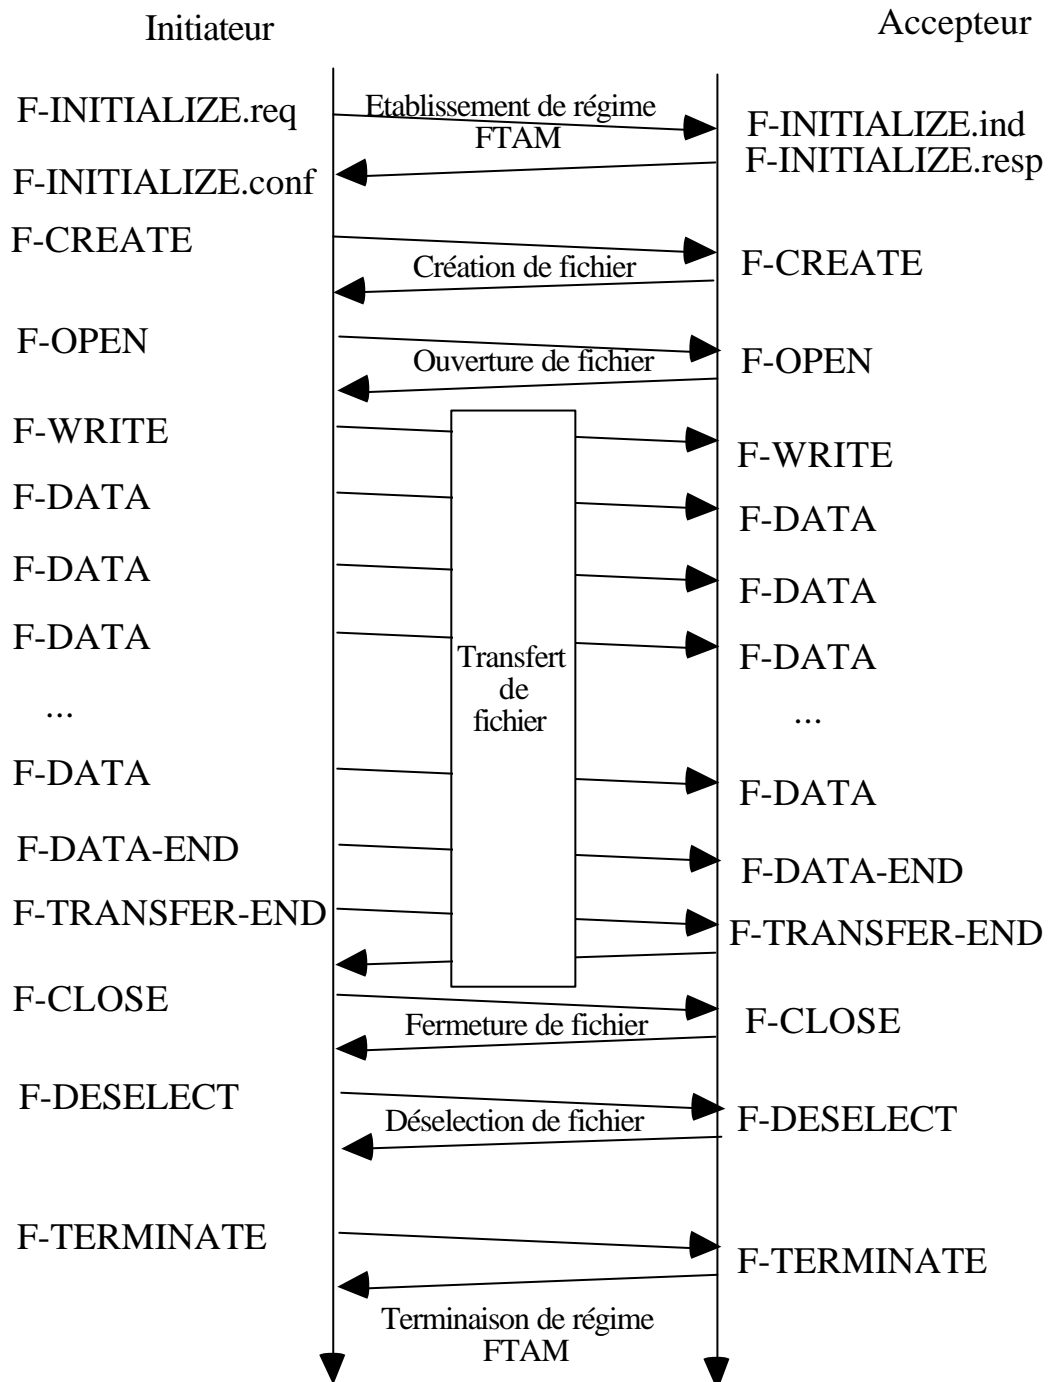 Initiateur
Accepteur
F-INITIALIZE.req
Etablissement de régime
FTAM
F-INITIALIZE.ind
F-INITIALIZE.resp
F-INITIALIZE.conf
F-CREATE
Création de fichier
F-CREATE
F-OPEN
Ouverture de fichier
F-OPEN
F-WRITE
F-WRITE
F-DATA
F-DATA
F-DATA
F-DATA
F-DATA
F-DATA
Transfert
de
fichier
...
...
F-DATA
F-DATA
F-DATA-END
F-DATA-END
F-TRANSFER-END
F-TRANSFER-END
F-CLOSE
Fermeture de fichier
F-CLOSE
F-DESELECT
Déselection de fichier
F-DESELECT
F-TERMINATE
F-TERMINATE
Terminaison de régime
FTAM